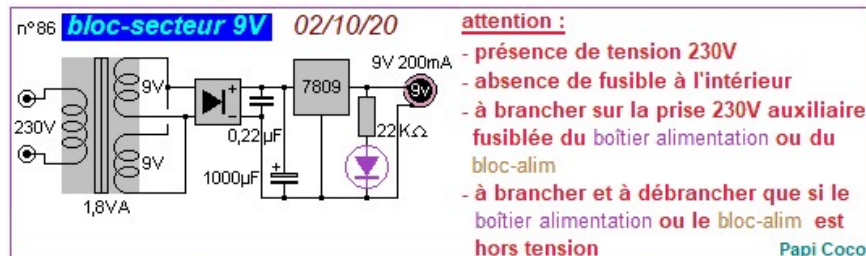 n°86 bloc-secteur 9V 02/10/20
9V 200mA
9V
7809
9V
230V
0,22µF
22KΩ
9V
1000µF
1,8VA
attention :
- présence de tension 230V
- absence de fusible à l'intérieur
- à brancher sur la prise 230V auxiliaire
fusiblée du boîtier alimentation ou du
bloc-alim
- à brancher et à débrancher que si le
boîtier alimentation ou le bloc-alim est
hors tension
Papi Coco